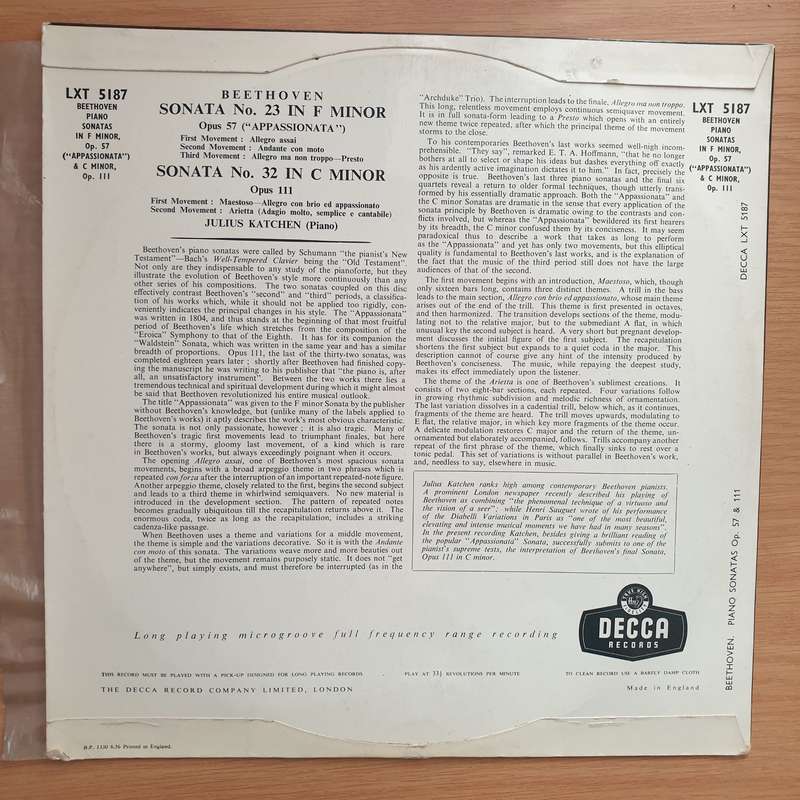 LXT 5187
BEETHOVEN
PIANO
SONATAS
IN F MINOR,
Op. 57
("APPASSIONATA")
& C MINOR,
Op. 111
BEETHOVEN
SONATA No. 23 IN F MINOR
Opus 57 ("APPASSIONATA")
First Movement : Allegro assai
Second Movement : Andante con moto
Third Movement : Allegro ma non troppo—Presto
SONATA No. 32 IN C MINOR
Opus 111
First Movement : Maestoso—Allegro con brio ed appassionato
Second Movement : Arietta (Adagio molto, semplice e cantabile)
JULIUS KATCHEN (Piano)
Beethoven's piano sonatas were called by Schumann "the pianist's New
Testament"—Bach's Well-Tempered Clavier being the "Old Testament".
Not only are they indispensable to any study of the pianoforte, but they
illustrate the evolution of Beethoven's style more continuously than any
other series of his compositions. The two sonatas coupled on this disc
effectively contrast Beethoven's "second" and "third" periods, a classifica-
tion of his works which, while it should not be applied too rigidly, con-
veniently indicates the principal changes in his style. The "Appassionata"
was written in 1804, and thus stands at the beginning of that most fruitful
period of Beethoven's life which stretches from the composition of the
"Eroica" Symphony to that of the Eighth. It has for its companion the
"Waldstein" Sonata, which was written in the same year and has a similar
breadth of proportions. Opus 111, the last of the thirty-two sonatas, was
completed eighteen years later ; shortly after Beethoven had finished copy-
ing the manuscript he was writing to his publisher that "the piano is, after
all, an unsatisfactory instrument". Between the two works there lies a
tremendous technical and spiritual development during which it might almost
be said that Beethoven revolutionized his entire musical outlook.
The title "Appassionata" was given to the F minor Sonata by the publisher
without Beethoven's knowledge, but (unlike many of the labels applied to
Beethoven's works) it aptly describes the work's most obvious characteristic.
The sonata is not only passionate, however ; it is also tragic. Many of
Beethoven's tragic first movements lead to triumphant finales, but here
there is a stormy, gloomy last movement, of a kind which is rare
in Beethoven's works, but always exceedingly poignant when it occurs.
The opening Allegro assai, one of Beethoven's most spacious sonata
movements, begins with a broad arpeggio theme in two phrases which is
repeated con forza after the interruption of an important repeated-note figure.
Another arpeggio theme, closely related to the first, begins the second subject
and leads to a third theme in whirlwind semiquavers. No new material is
introduced in the development section. The pattern of repeated notes
becomes gradually ubiquitous till the recapitulation returns above it. The
enormous coda, twice as long as the recapitulation, includes a striking
cadenza-like passage.
When Beethoven uses a theme and variations for a middle movement,
the theme is simple and the variations decorative. So it is with the Andante
con moto of this sonata. The variations weave more and more beauties out
of the theme, but the movement remains purely static. It does not "get
anywhere", but simply exists, and must therefore be interrupted (as in the
"Archduke" Trio). The interruption leads to the finale, Allegro ma non troppo.
This long, relentless movement employs continuous semiquaver movement.
It is in full sonata-form leading to a Presto which opens with an entirely
new theme twice repeated, after which the principal theme of the movement
storms to the close.
To his contemporaries Beethoven's last works seemed well-nigh incom-
prehensible. "They say", remarked E. T. A. Hoffmann, "that he no longer
bothers at all to select or shape his ideas but dashes everything off exactly
as his ardently active imagination dictates it to him." In fact, precisely the
opposite is true. Beethoven's last three piano sonatas and the final six
quartets reveal a return to older formal techniques, though utterly trans-
formed by his essentially dramatic approach. Both the "Appassionata" and
the C minor Sonatas are dramatic in the sense that every application of the
sonata principle by Beethoven is dramatic owing to the contrasts and con-
flicts involved, but whereas the "Appassionata" bewildered its first hearers
by its breadth, the C minor confused them by its conciseness. It may seem
paradoxical thus to describe a work that takes as long to perform
as the "Appassionata" and yet has only two movements, but this elliptical
quality is fundamental to Beethoven's last works, and is the explanation of
the fact that the music of the third period still does not have the large
audiences of that of the second.
The first movement begins with an introduction, Maestoso, which, though
only sixteen bars long, contains three distinct themes. A trill in the bass
leads to the main section, Allegro con brio ed appassionato, whose main theme
arises out of the end of the trill. This theme is first presented in octaves,
and then harmonized. The transition develops sections of the theme, modu-
lating not to the relative major, but to the submediant A flat, in which
unusual key the second subject is heard. A very short but pregnant develop-
ment discusses the initial figure of the first subject. The recapitulation
shortens the first subject but expands to a quiet coda in the major. This
description cannot of course give any hint of the intensity produced by
Beethoven's conciseness. The music, while repaying the deepest study,
makes its effect immediately upon the listener.
The theme of the Arietta is one of Beethoven's sublimest creations. It
consists of two eight-bar sections, each repeated. Four variations follow
in growing rhythmic subdivision and melodic richness of ornamentation.
The last variation dissolves in a cadential trill, below which, as it continues,
fragments of the theme are heard. The trill moves upwards, modulating to
E flat, the relative major, in which key more fragments of the theme occur.
A delicate modulation restores C major and the return of the theme, un-
ornamented but elaborately accompanied, follows. Trills accompany another
repeat of the first phrase of the theme, which finally sinks to rest over a
tonic pedal. This set of variations is without parallel in Beethoven's work,
and, needless to say, elsewhere in music.
Julius Katchen ranks high among contemporary Beethoven pianists.
A prominent London newspaper recently described his playing of
Beethoven as combining "the phenomenal technique of a virtuoso and
the vision of a seer"; while Henri Sauguet wrote of his performance
of the Diabelli Variations in Paris as "one of the most beautiful,
elevating and intense musical moments we have had in many seasons".
In the present recording Katchen, besides giving a brilliant reading of
the popular "Appassionata" Sonata, successfully submits to one of the
pianist's supreme tests, the interpretation of Beethoven's final Sonata,
Opus 111 in C minor.
LXT 5187
BEETHOVEN
PIANO
SONATAS
IN F MINOR,
Op. 57
("APPASSIONATA")
& C MINOR,
Op. 111
DECCA LXT 5187
BEETHOVEN. PIANO SONATAS Op. 57 & 111
Long playing microgroove full frequency range recording
DECCA
RECORDS
THIS RECORD MUST BE PLAYED WITH A PICK-UP DESIGNED FOR LONG PLAYING RECORDS
PLAY AT 33⅓ REVOLUTIONS PER MINUTE
TO CLEAN RECORD USE A BARELY DAMP CLOTH
THE DECCA RECORD COMPANY LIMITED, LONDON
Made in England
B.P. 1130 6.56 Printed in England.